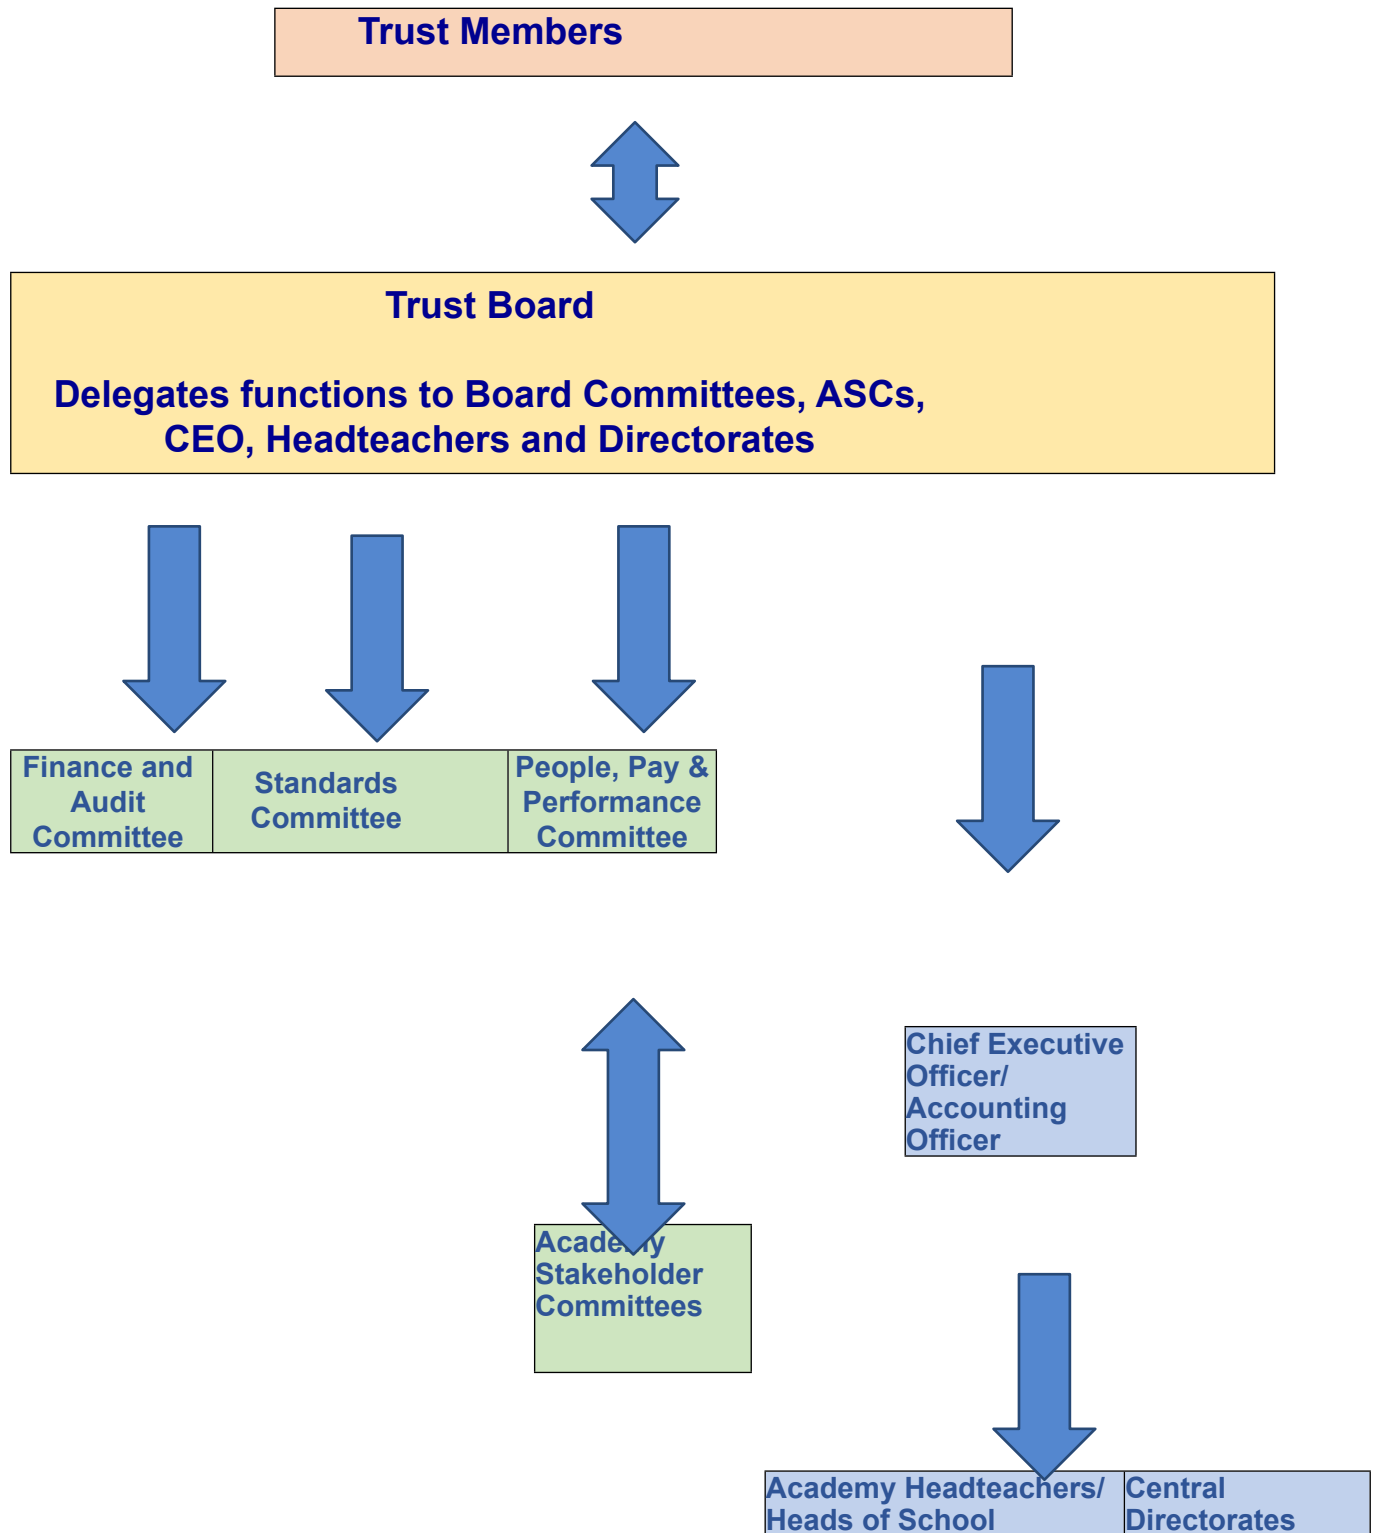 Trust Members
Trust Board
Delegates functions to Board Committees, ASCs,
CEO, Headteachers and Directorates
Finance and
Audit
Committee
Standards
Committee
People, Pay &
Performance
Committee
Chief Executive
Officer/
Accounting
Officer
Academy
Stakeholder
Committees
Academy Headteachers/
Heads of School
Central
Directorates